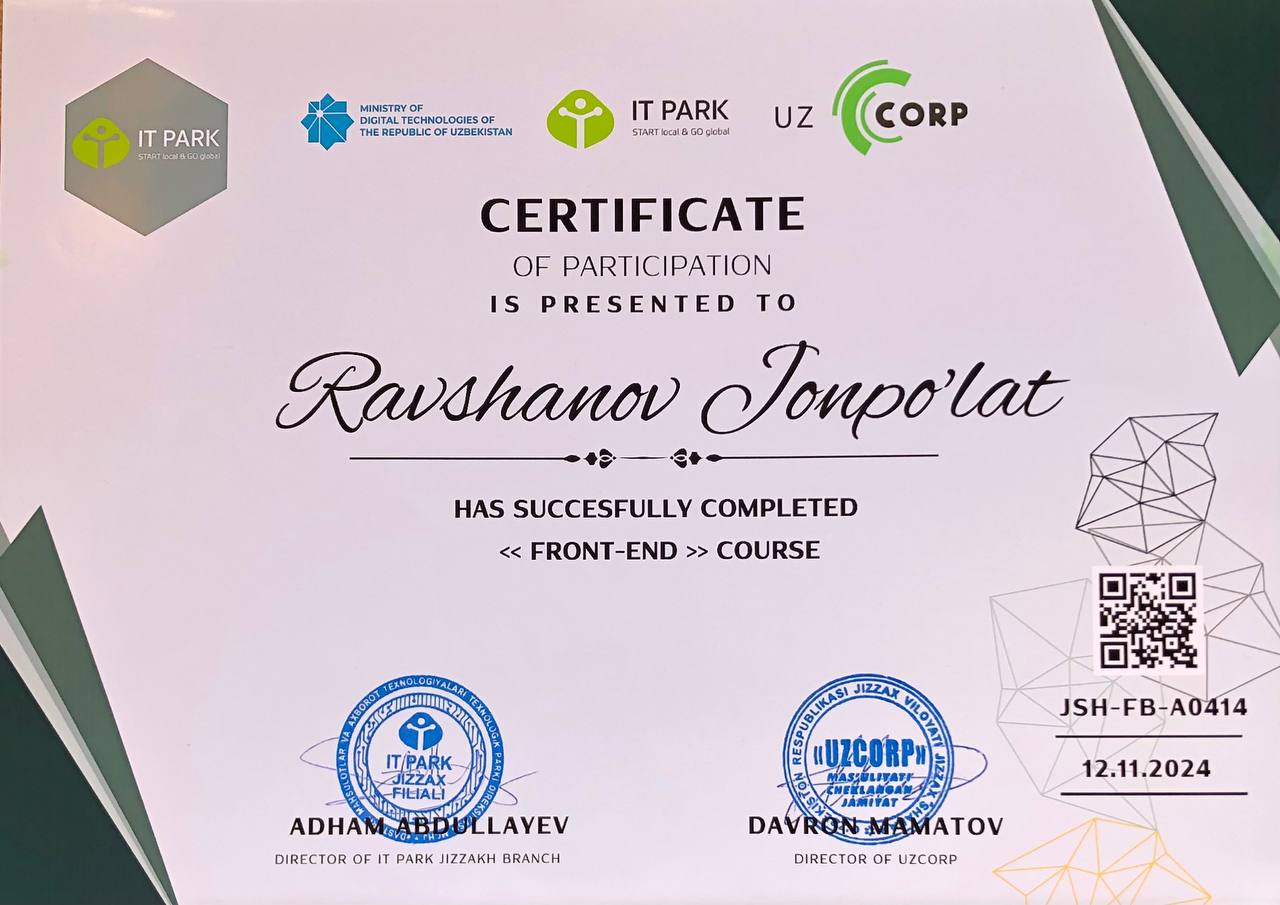 IT PARK
START local & GO global
MINISTRY OF
DIGITAL TECHNOLOGIES OF
THE REPUBLIC OF UZBEKISTAN
IT PARK
START local & GO global
UZ CORP
CERTIFICATE
OF PARTICIPATION
IS PRESENTED TO
Ravshanov Jonpo'lat
HAS SUCCESFULLY COMPLETED
<< FRONT-END >> COURSE
JSH-FB-A0414
12.11.2024
MAHSULOTLAR VA AXBOROT TEXNOLOGIYALARI TEXNOLOGIK PARKI
IT PARK
JIZZAX
FILIALI
ADHAM ABDULLAYEV
DIRECTOR OF IT PARK JIZZAKH BRANCH
RESPUBLIKASI JIZZAX VILOYATI JIZZAX
«UZCORP»
MAS'ULIYATI
CHEKLANGAN
JAMIYAT
DAVRON MAMATOV
DIRECTOR OF UZCORP